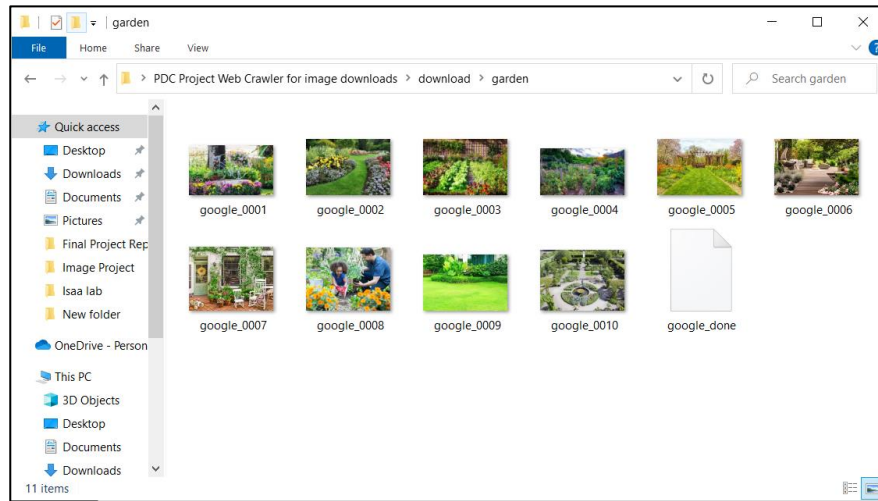 garden
File Home Share View
PDC Project Web Crawler for image downloads > download > garden
Search garden
Quick access
Desktop
Downloads
Documents
Pictures
Final Project Rep
Image Project
Isaa lab
New folder
OneDrive - Person
This PC
3D Objects
Desktop
Documents
Downloads
google_0001 google_0002 google_0003 google_0004 google_0005 google_0006
google_0007 google_0008 google_0009 google_0010 google_done
11 items